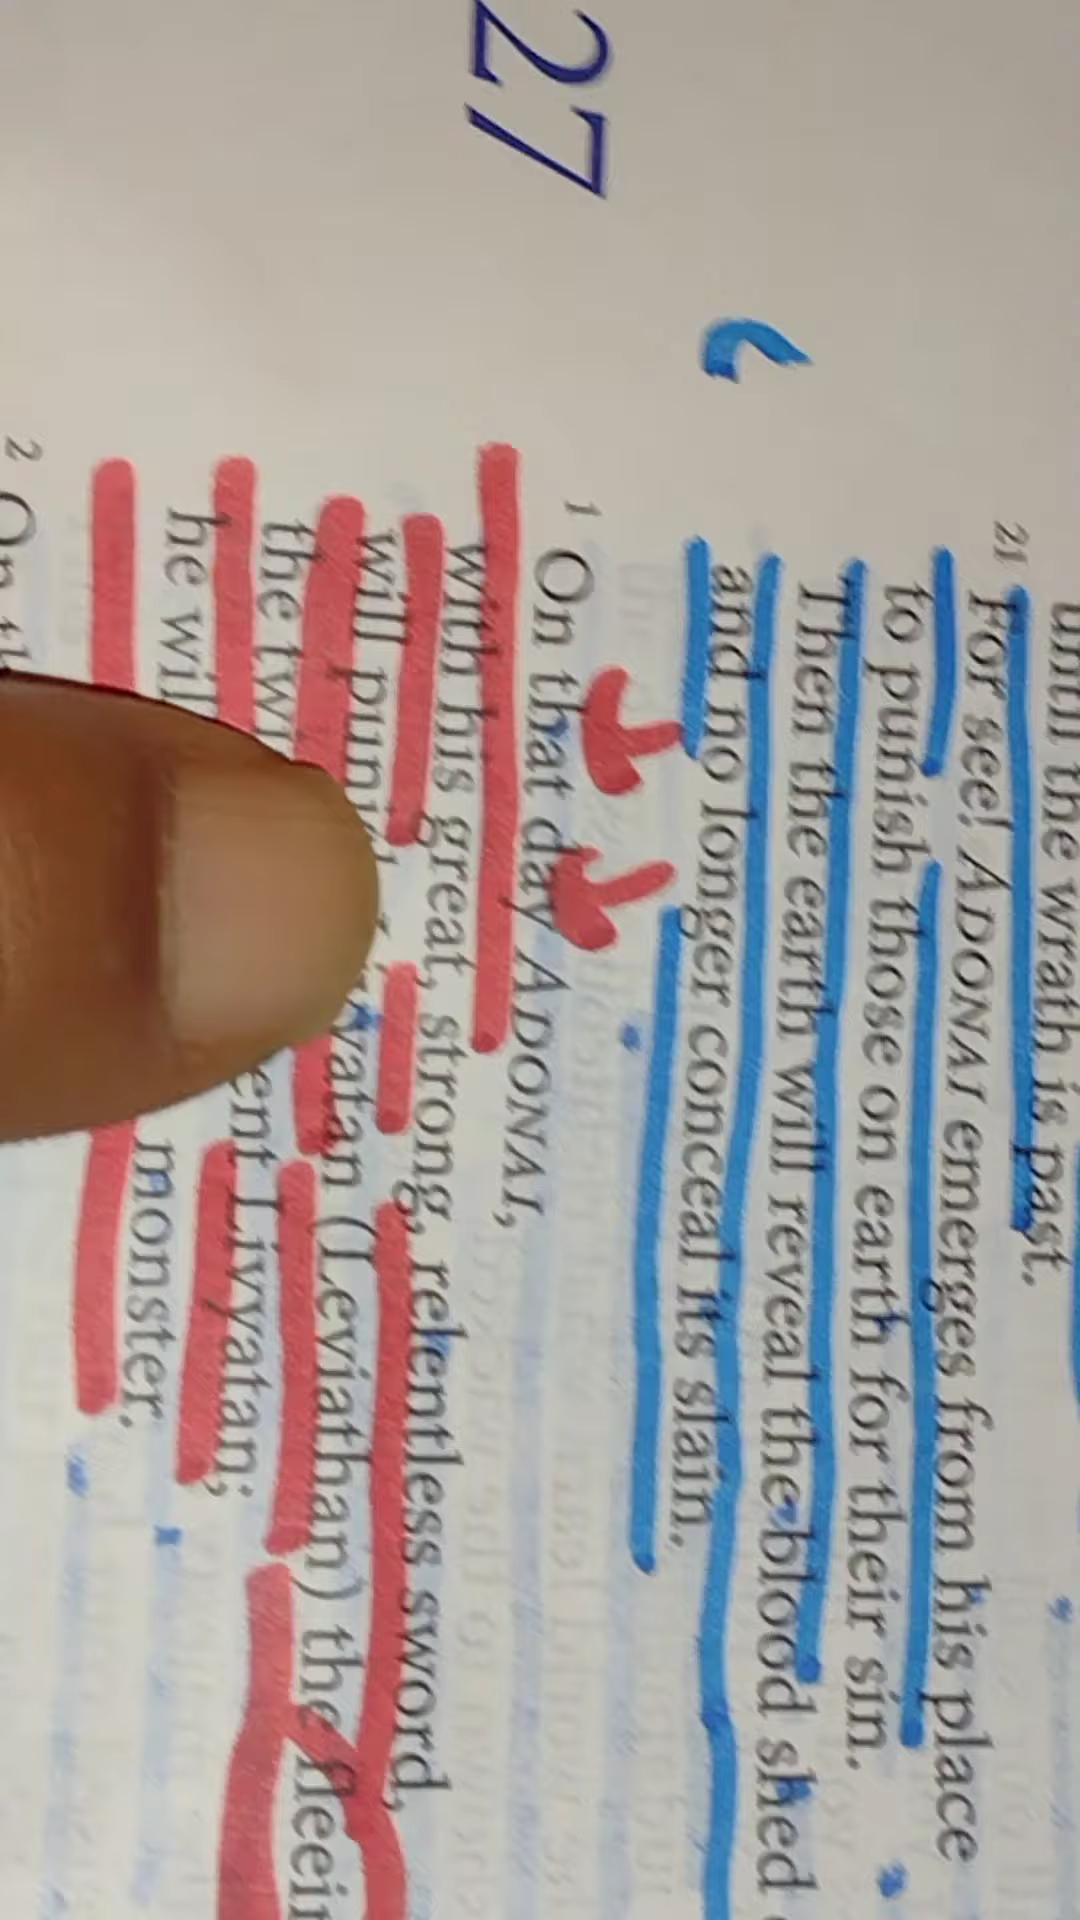 until the wrath is past.
21 For see! ADONAI emerges from his place
to punish those on earth for their sin.
Then the earth will reveal the blood shed
and no longer conceal its slain.
27
1 On that day ADONAI,
with his great, strong, relentless sword,
will (Leviathan) the
the Livyatan;
he monster.
2